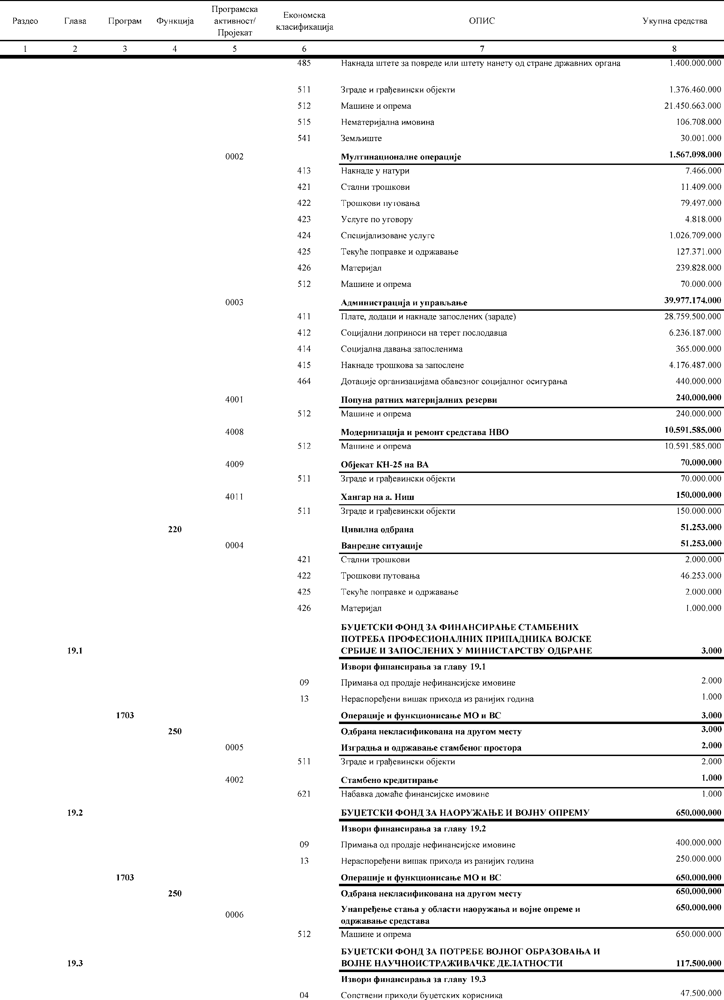 Раздео Глава Програм Функција Програмска активност/ Пројекат Економска класификација ОПИС Укупна средства
1 2 3 4 5 6 7 8
485 Накнада штете за повреде или штету нанету од стране државних органа 1.400.000.000
511 Зграде и грађевински објекти 1.376.460.000
512 Машине и опрема 21.450.663.000
515 Нематеријална имовина 106.708.000
541 Земљиште 30.001.000
0002 Мултинационалне операције 1.567.098.000
413 Накнаде у натури 7.466.000
421 Стални трошкови 11.409.000
422 Трошкови путовања 79.497.000
423 Услуге по уговору 4.818.000
424 Специјализоване услуге 1.026.709.000
425 Текуће поправке и одржавање 127.371.000
426 Материјал 239.828.000
512 Машине и опрема 70.000.000
0003 Администрација и управљање 39.977.174.000
411 Плате, додаци и накнаде запослених (зараде) 28.759.500.000
412 Социјални доприноси на терет послодавца 6.236.187.000
414 Социјална давања запосленима 365.000.000
415 Накнаде трошкова за запослене 4.176.487.000
464 Дотације организацијама обавезног социјалног осигурања 440.000.000
4001 Попуна ратних материјалних резерви 240.000.000
512 Машине и опрема 240.000.000
4008 Модернизација и ремонт средстава НВО 10.591.585.000
512 Машине и опрема 10.591.585.000
4009 Објекат КН-25 на ВА 70.000.000
511 Зграде и грађевински објекти 70.000.000
4011 Хангар на а. Ниш 150.000.000
511 Зграде и грађевински објекти 150.000.000
220 Цивилна одбрана 51.253.000
0004 Ванредне ситуације 51.253.000
421 Стални трошкови 2.000.000
422 Трошкови путовања 46.253.000
425 Текуће поправке и одржавање 2.000.000
426 Материјал 1.000.000
БУЏЕТСКИ ФОНД ЗА ФИНАНСИРАЊЕ СТАМБЕНИХ
ПОТРЕБА ПРОФЕСИОНАЛНИХ ПРИПАДНИКА ВОЈСКЕ
19.1 СРБИЈЕ И ЗАПОСЛЕНИХ У МИНИСТАРСТВУ ОДБРАНЕ 3.000
Извори финансирања за главу 19.1
09 Примања од продаје нефинансијске имовине 2.000
13 Нераспоређени вишак прихода из ранијих година 1.000
1703 Операције и функционисање МО и ВС 3.000
250 Одбрана некласификована на другом месту 3.000
0005 Изградња и одржавање стамбеног простора 2.000
511 Зграде и грађевински објекти 2.000
4002 Стамбено кредитирање 1.000
621 Набавка домаће финансијске имовине 1.000
19.2 БУЏЕТСКИ ФОНД ЗА НАОРУЖАЊЕ И ВОЈНУ ОПРЕМУ 650.000.000
Извори финансирања за главу 19.2
09 Примања од продаје нефинансијске имовине 400.000.000
13 Нераспоређени вишак прихода из ранијих година 250.000.000
1703 Операције и функционисање МО и ВС 650.000.000
250 Одбрана некласификована на другом месту 650.000.000
0006 Унапређење стања у области наоружања и војне опреме и 650.000.000
одржавање средстава
512 Машине и опрема 650.000.000
БУЏЕТСКИ ФОНД ЗА ПОТРЕБЕ ВОЈНОГ ОБРАЗОВАЊА И
19.3 ВОЈНЕ НАУЧНОИСТРАЖИВАЧКЕ ДЕЛАТНОСТИ 117.500.000
Извори финансирања за главу 19.3
04 Сопствени приходи буџетских корисника 47.500.000